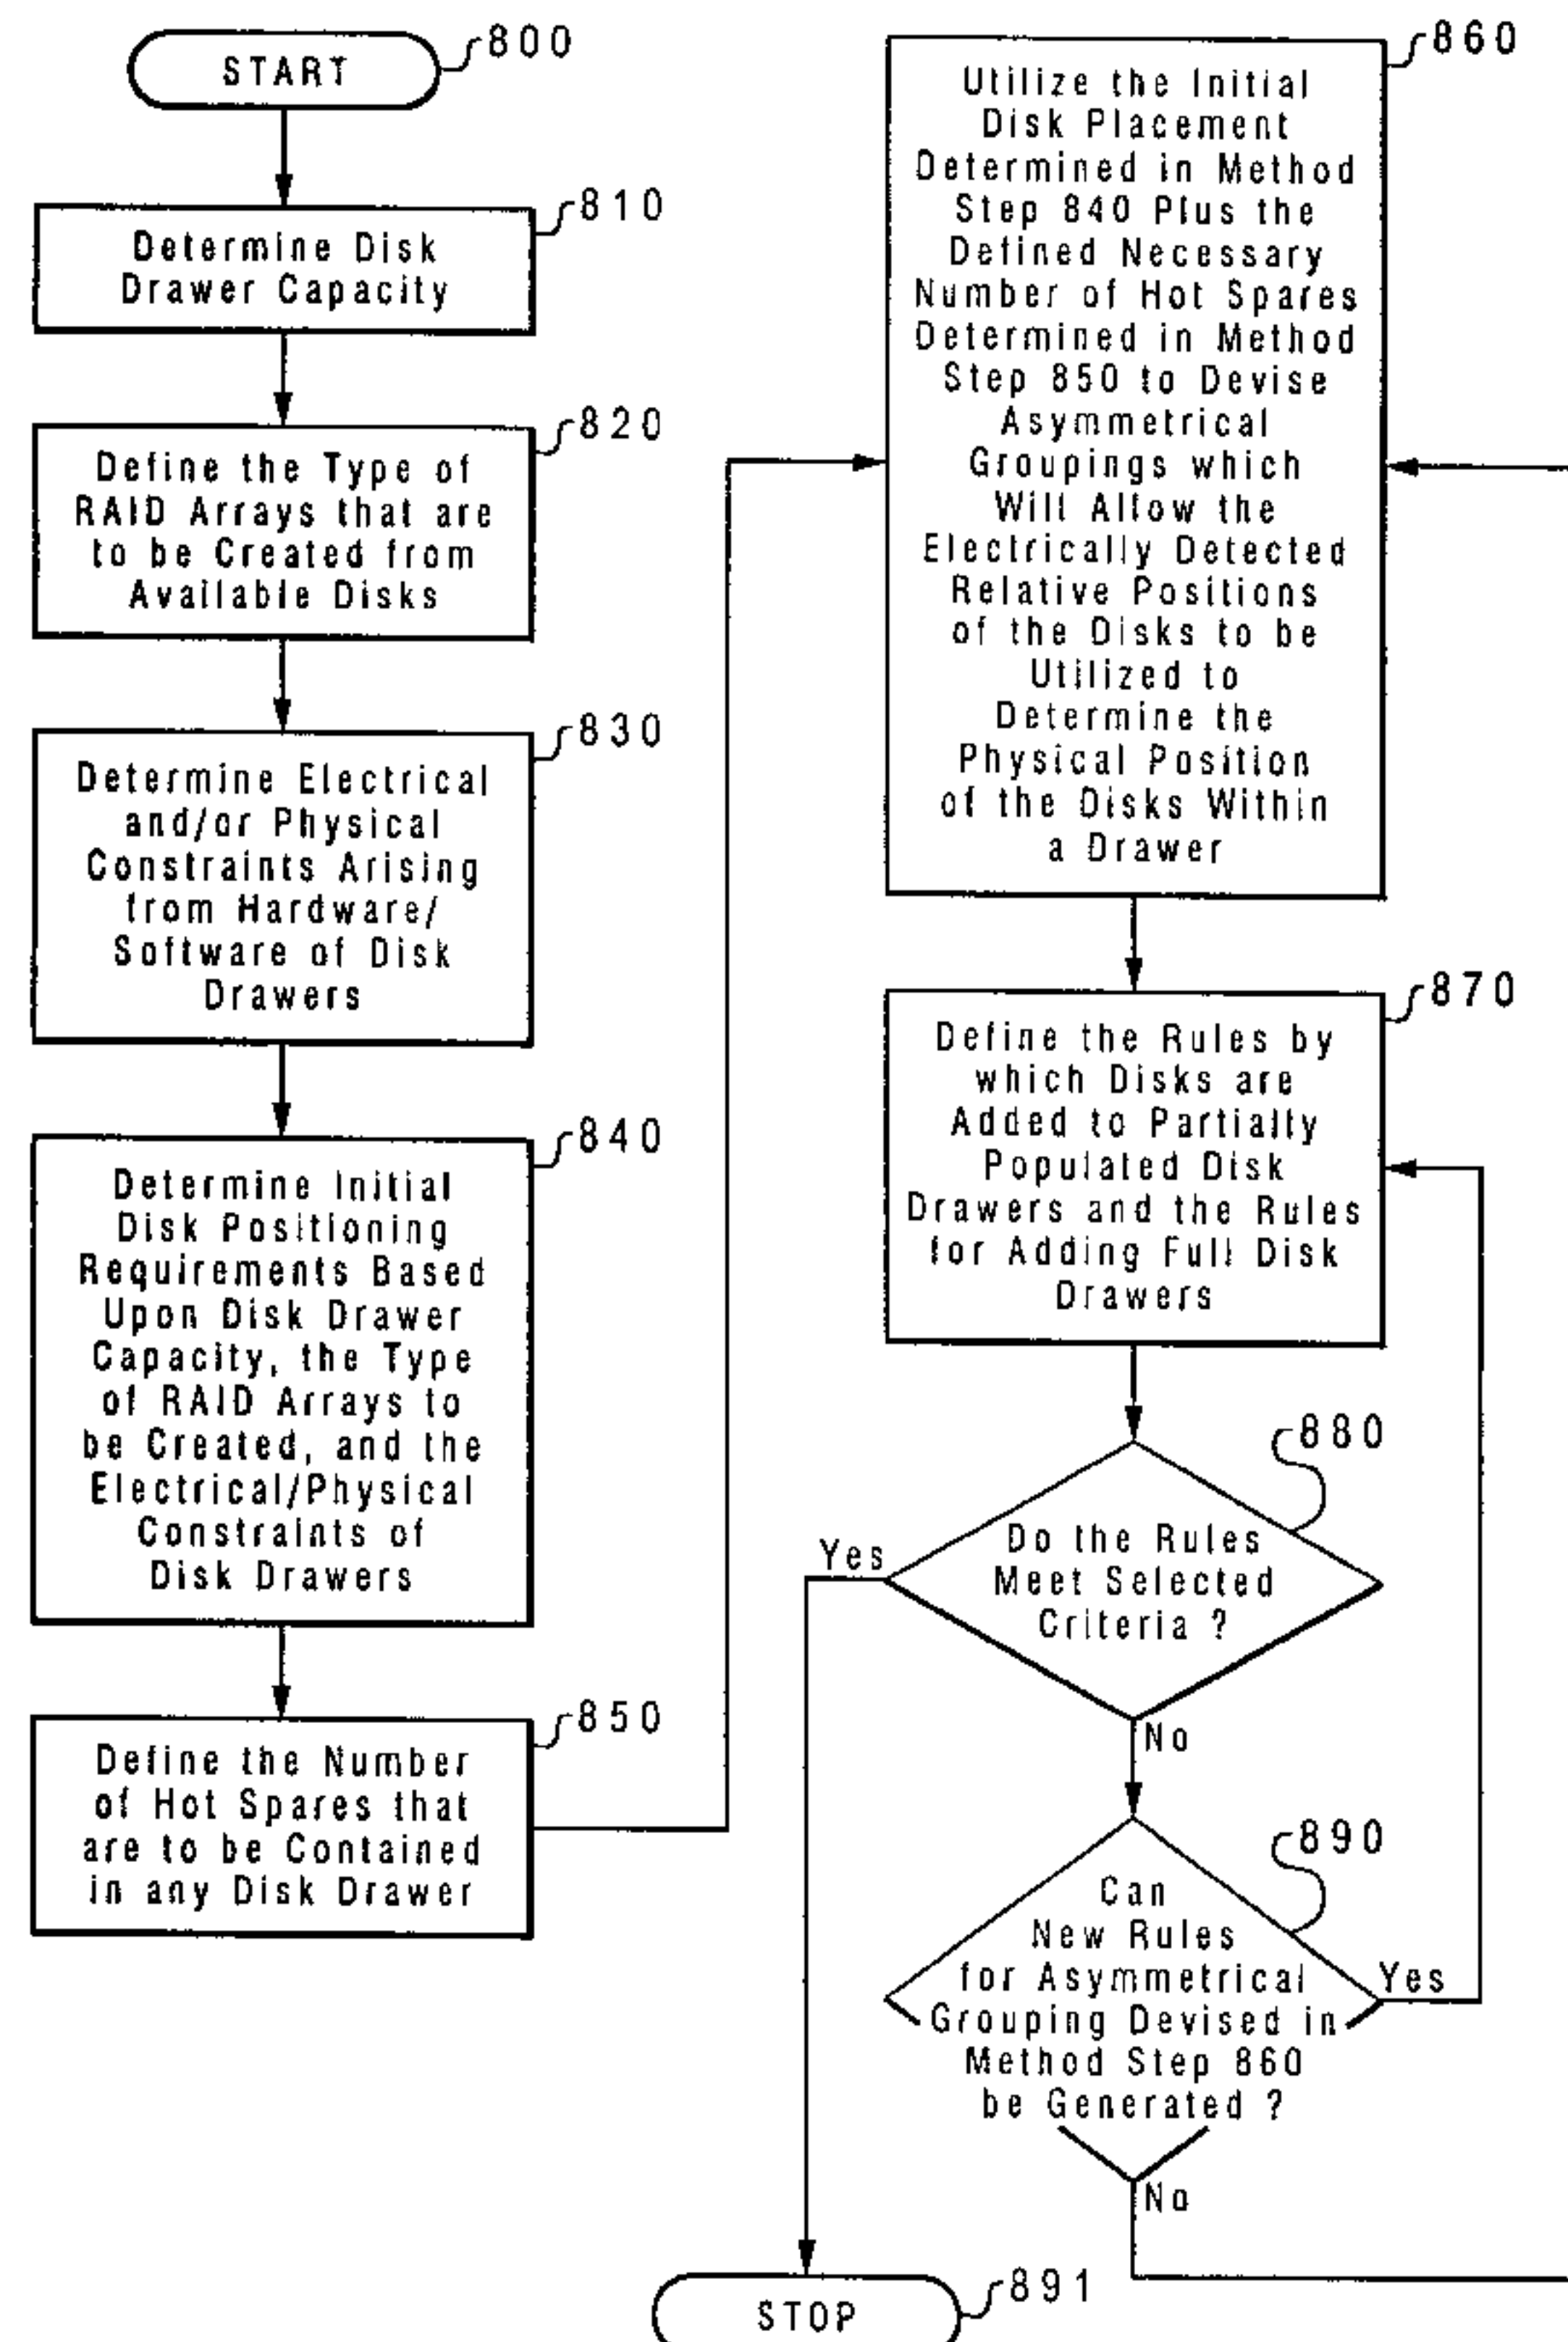 START
800
Determine Disk
Drawer Capacity
810
Define the Type of
RAID Arrays that are
to be Created from
Available Disks
820
Determine Electrical
and/or Physical
Constraints Arising
from Hardware/
Software of Disk
Drawers
830
Determine Initial
Disk Positioning
Requirements Based
Upon Disk Drawer
Capacity, the Type
of RAID Arrays to
be Created, and the
Electrical/Physical
Constraints of
Disk Drawers
840
Define the Number
of Hot Spares that
are to be Contained
in any Disk Drawer
850
Utilize the Initial
Disk Placement
Determined in Method
Step 840 Plus the
Defined Necessary
Number of Hot Spares
Determined in Method
Step 850 to Devise
Asymmetrical
Groupings which
Will Allow the
Electrically Detected
Relative Positions
of the Disks to be
Utilized to
Determine the
Physical Position
of the Disks Within
a Drawer
860
Define the Rules by
which Disks are
Added to Partially
Populated Disk
Drawers and the Rules
for Adding Full Disk
Drawers
870
Do the Rules
Meet Selected
Criteria ?
880
Yes
No
Can
New Rules
for Asymmetrical
Grouping Devised in
Method Step 860
be Generated ?
890
Yes
No
STOP
891